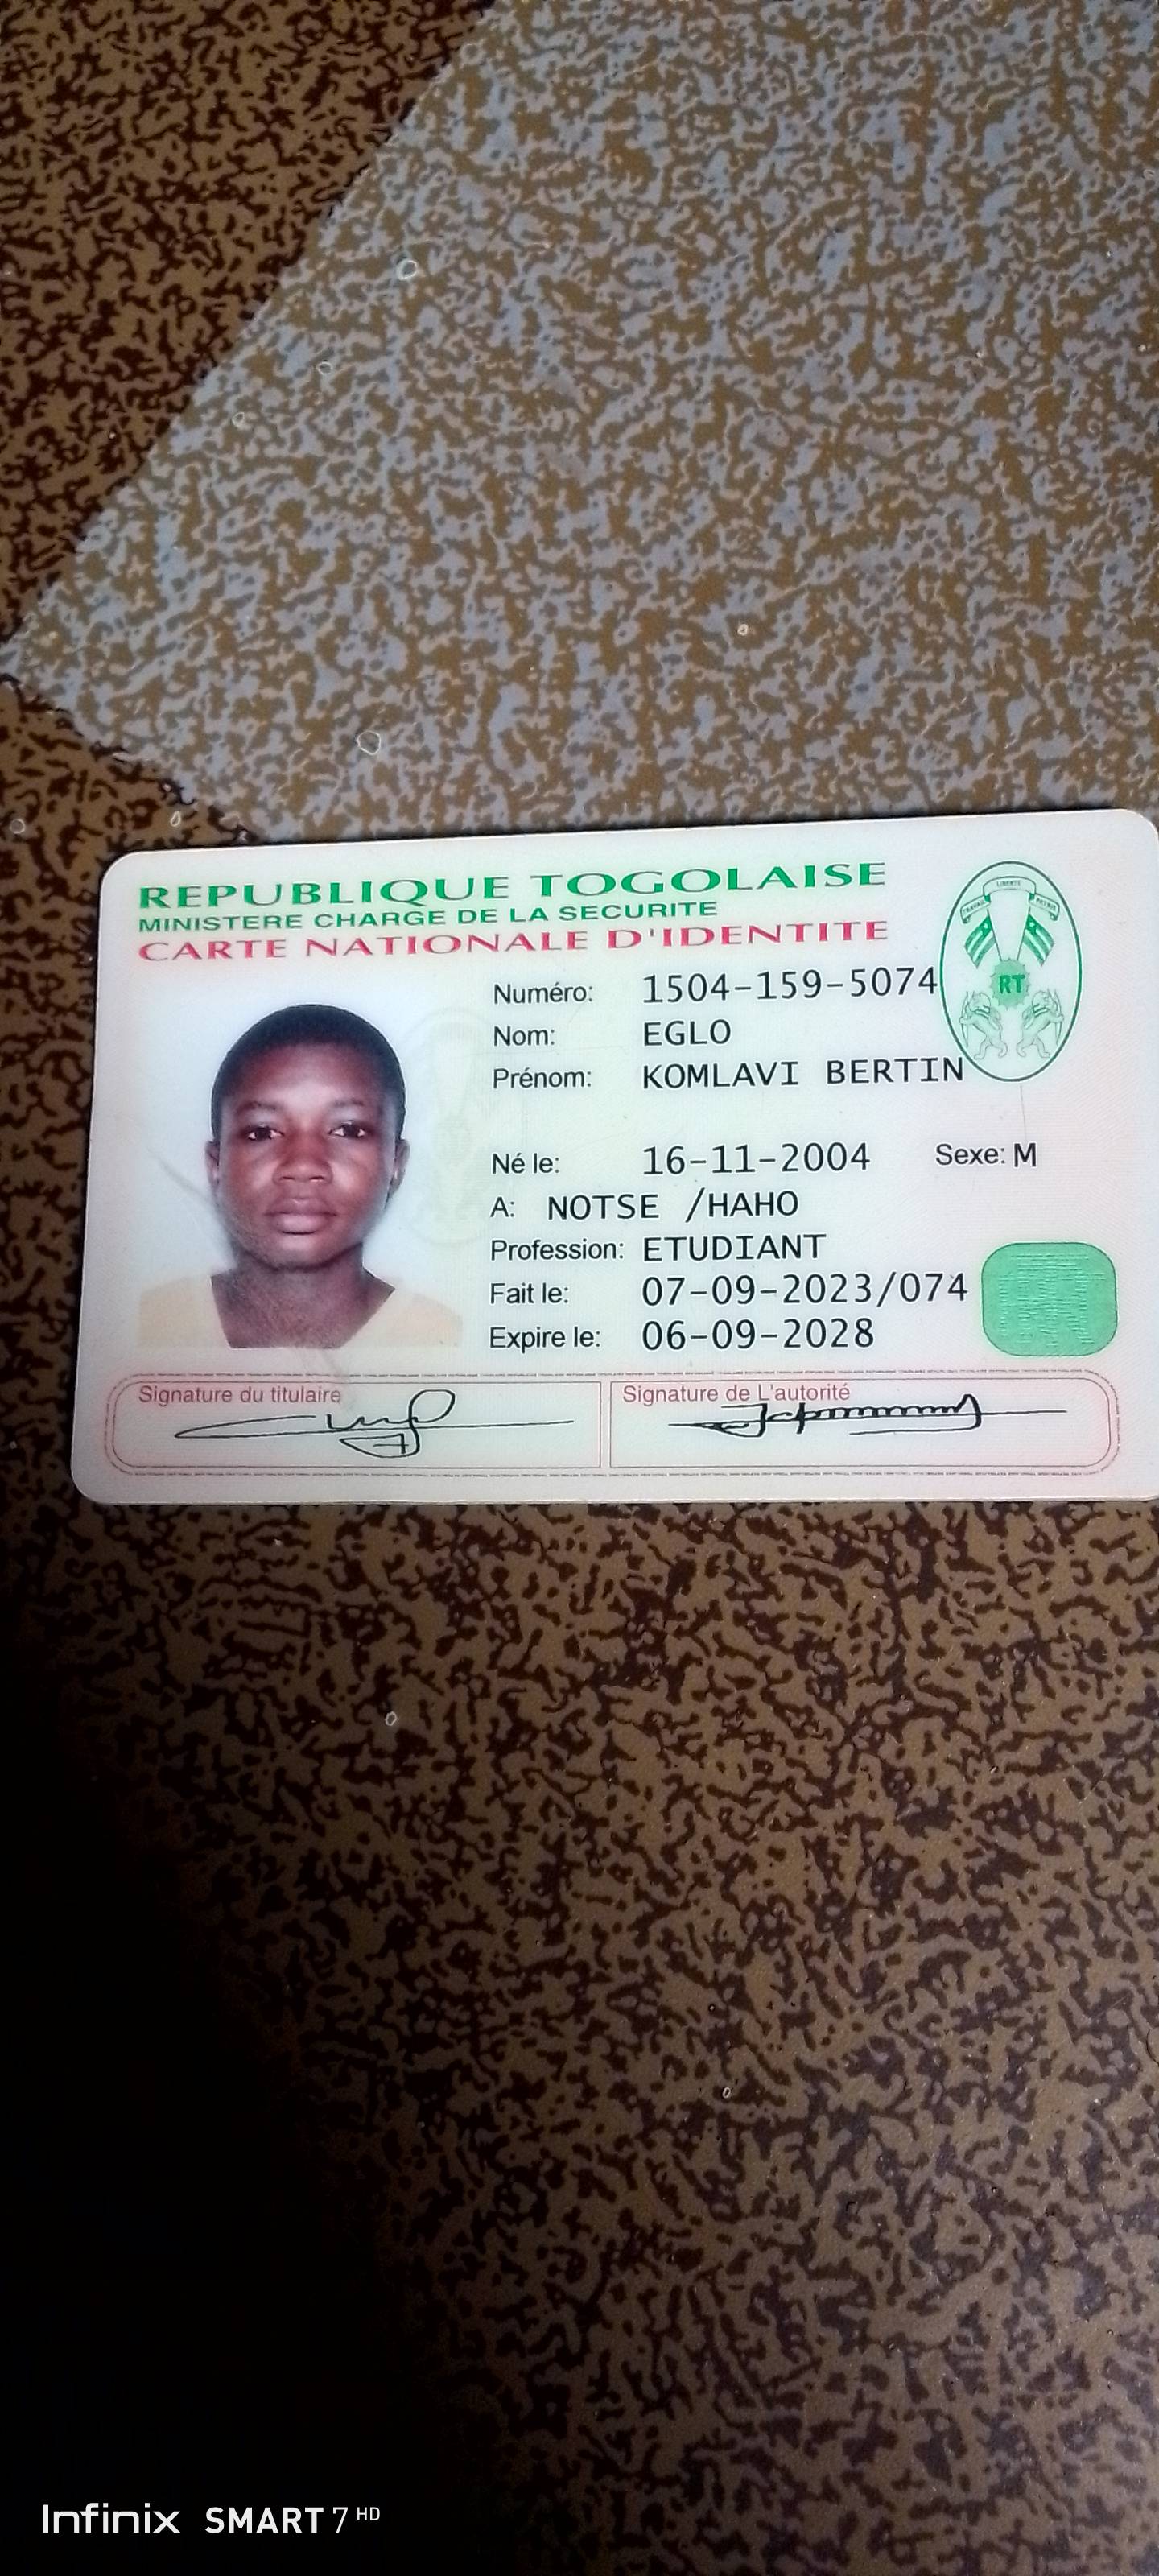 REPUBLIQUE TOGOLAISE
MINISTERE CHARGE DE LA SECURITE
CARTE NATIONALE D'IDENTITE
LIBERTE
TRAVAIL PATRIE
RT
Numéro: 1504-159-5074
Nom: EGLO
Prénom: KOMLAVI BERTIN
Né le: 16-11-2004 Sexe: M
A: NOTSE /HAHO
Profession: ETUDIANT
Fait le: 07-09-2023/074
Expire le: 06-09-2028
Signature du titulaire Signature de L'autorité
Infinix SMART 7 HD